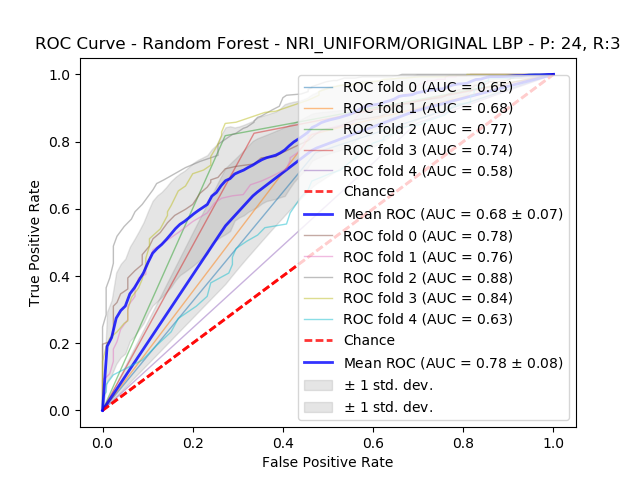 ROC Curve - Random Forest - NRI_UNIFORM/ORIGINAL LBP - P: 24, R:3
True Positive Rate
1.0
0.8
0.6
0.4
0.2
0.0
ROC fold 0 (AUC = 0.65)
ROC fold 1 (AUC = 0.68)
ROC fold 2 (AUC = 0.77)
ROC fold 3 (AUC = 0.74)
ROC fold 4 (AUC = 0.58)
Chance
Mean ROC (AUC = 0.68 ± 0.07)
ROC fold 0 (AUC = 0.78)
ROC fold 1 (AUC = 0.76)
ROC fold 2 (AUC = 0.88)
ROC fold 3 (AUC = 0.84)
ROC fold 4 (AUC = 0.63)
Chance
Mean ROC (AUC = 0.78 ± 0.08)
± 1 std. dev.
± 1 std. dev.
0.0 0.2 0.4 0.6 0.8 1.0
False Positive Rate